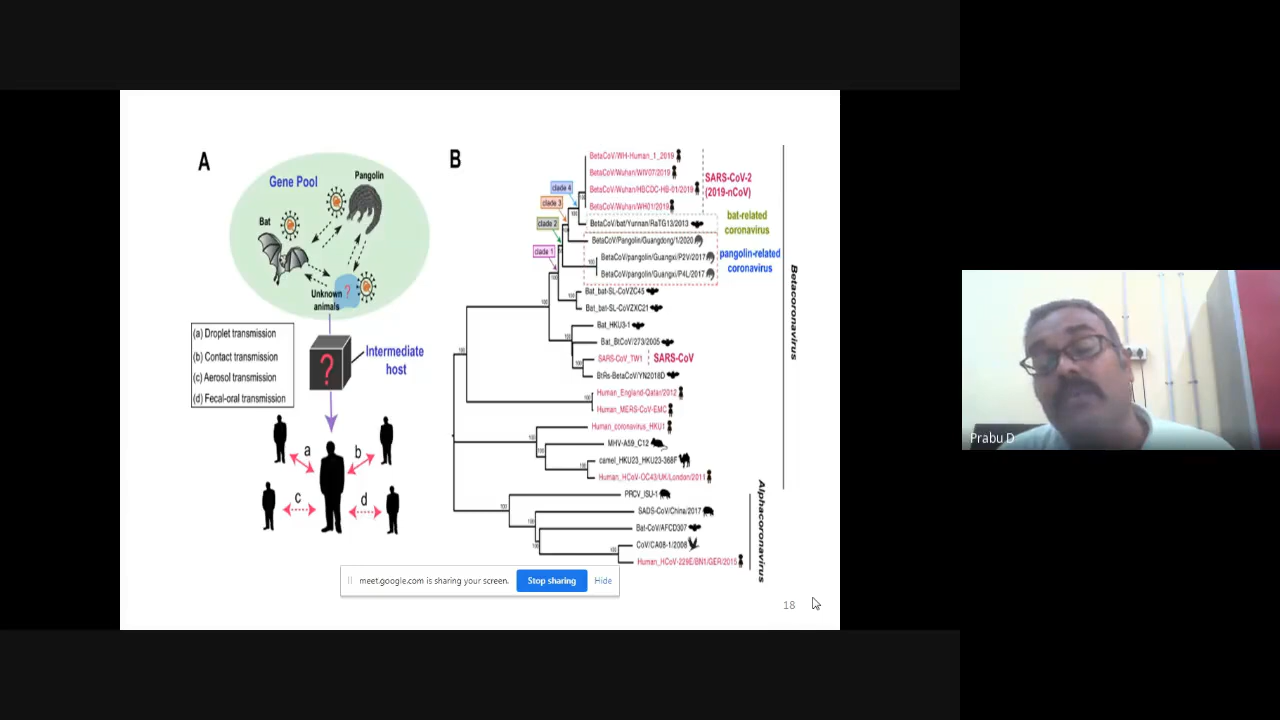 A
Gene Pool
Pangolin
Bat
Unknown
?
animals
(a) Droplet transmission
(b) Contact transmission
(c) Aerosol transmission
(d) Fecal-oral transmission
?
Intermediate
host
a
b
c
d
B
BetaCoV/WH-Human_1_2019
BetaCoV/Wuhan/WIV07/2019
BetaCoV/Wuhan/HBCDC-HB-01/2019
BetaCoV/Wuhan/WH01/2019
SARS-CoV-2
(2019-nCoV)
clade 4
clade 3
clade 2
clade 1
BetaCoV/bat/Yunnan/RaTG13/2013
bat-related
coronavirus
BetaCoV/Pangolin/Guangdong/1/2020
BetaCoV/pangolin/Guangxi/P2V/2017
BetaCoV/pangolin/Guangxi/P4L/2017
pangolin-related
coronavirus
Bat_bat-SL-CoVZC45
Bat_bat-SL-CoVZXC21
Bat_HKU3-1
Bat_BtCoV/273/2005
SARS-CoV_TW1
SARS-CoV
BtRs-BetaCoV/YN2018D
Human_England-Qatar/2012
Human_MERS-CoV-EMC
Human_coronavirus_HKU1
MHV-A59_C12
camel_HKU23_HKU23-368F
Human_HCoV-OC43/UK/London/2011
PRCV_ISU-1
SADS-CoV/China/2017
Bat-CoV/AFCD307
CoV/CA08-1/2008
Human_HCoV-229E/BN1/GER/2015
Betacoronavirus
Alphacoronavirus
meet.google.com is sharing your screen.
Stop sharing
Hide
18
Prabu D